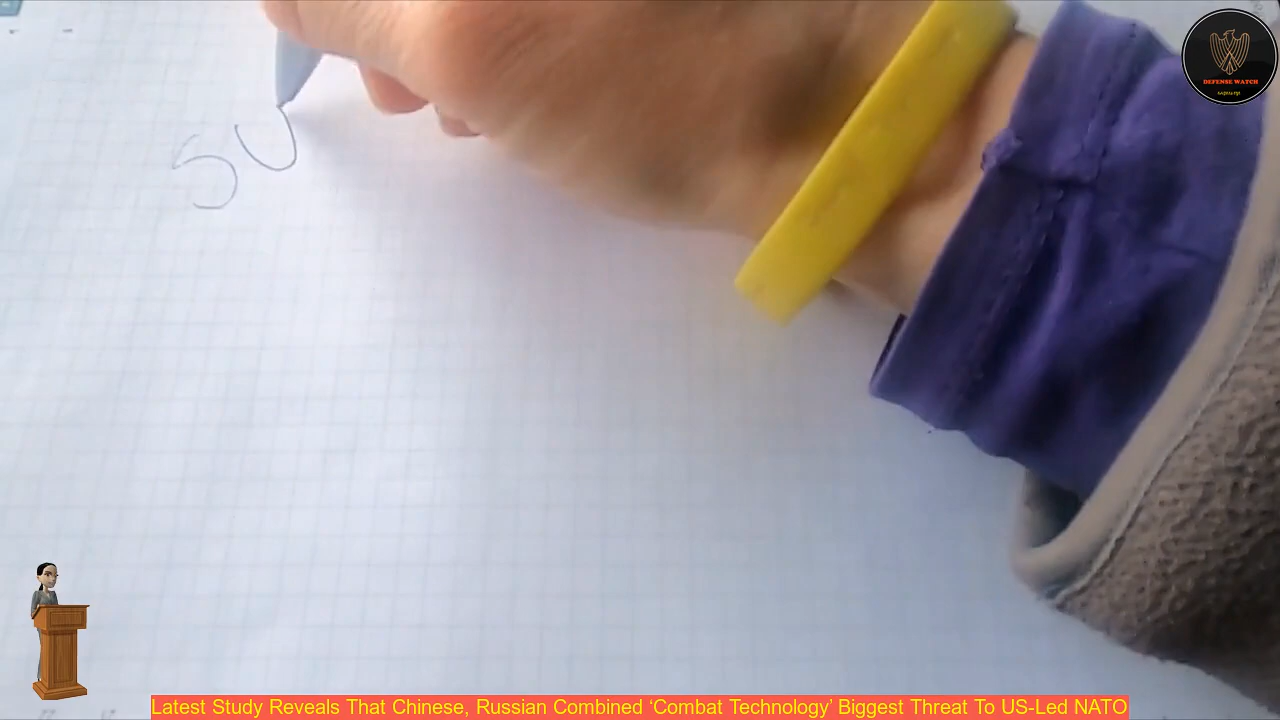 SU
DEFENSE WATCH
Latest Study Reveals That Chinese, Russian Combined ‘Combat Technology’ Biggest Threat To US-Led NATO